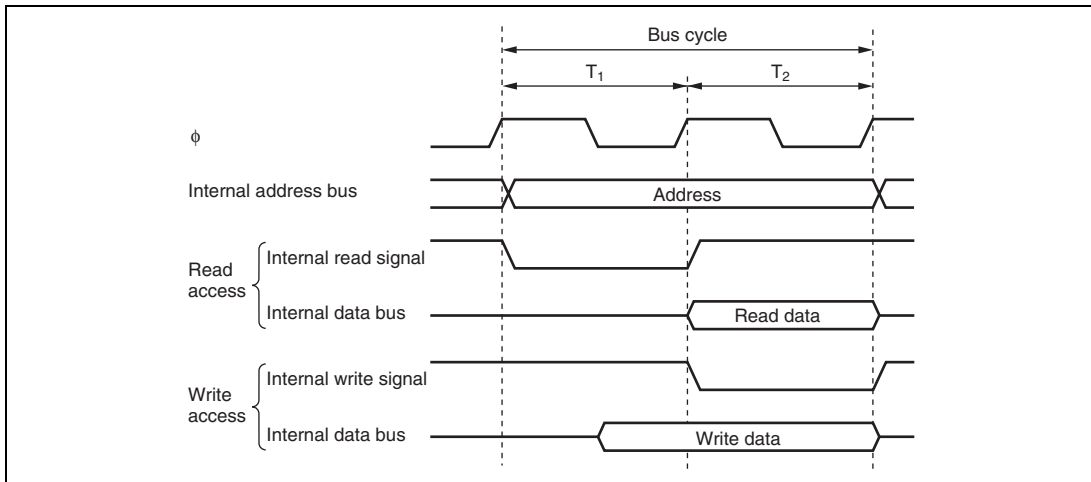 Bus cycle
T₁
T₂
ϕ
Internal address bus
Address
Read access
Internal read signal
Internal data bus
Read data
Write access
Internal write signal
Internal data bus
Write data